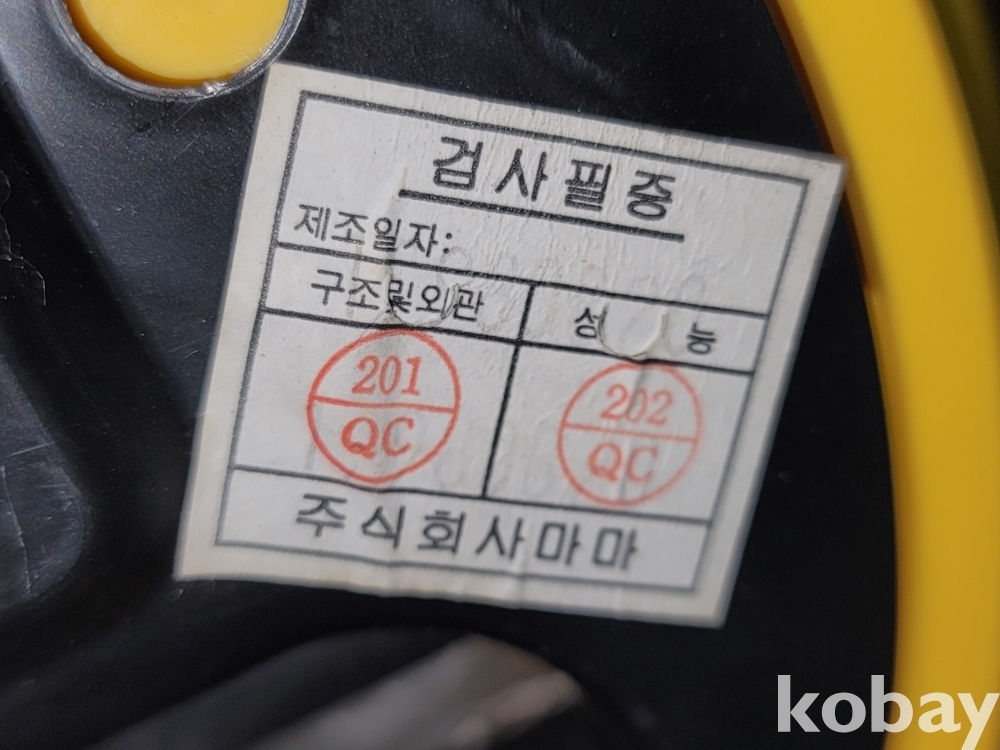 검사필증
제조일자:
구조및외관 성능
201 202
QC QC
주식회사마마
kobay